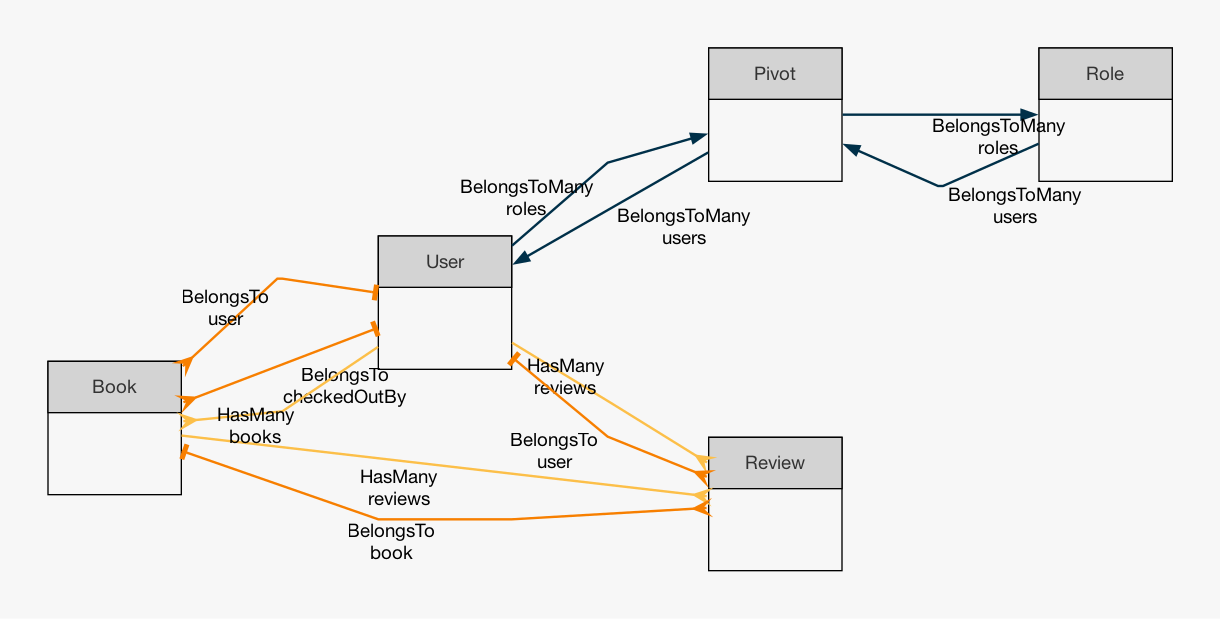 Pivot
Role
BelongsToMany
roles
BelongsToMany
roles
BelongsToMany
users
BelongsToMany
users
User
BelongsTo
user
HasMany
reviews
BelongsTo
checkedOutBy
Book
HasMany
books
BelongsTo
user
Review
HasMany
reviews
BelongsTo
book